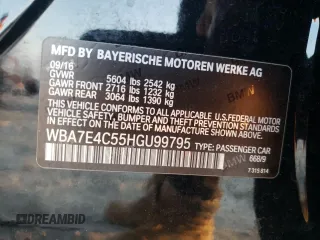 MFD BY BAYERISCHE MOTOREN WERKE AG
09/16
GVWR 5604 lbs 2542 kg
GAWR FRONT 2716 lbs 1232 kg
GAWR REAR 3064 lbs 1390 kg
THIS VEHICLE CONFORMS TO ALL APPLICABLE
U.S. FEDERAL MOTOR VEHICLE SAFETY, BUMPER
AND THEFT PREVENTION STANDARDS IN
EFFECT ON THE DATE OF MANUFACTURE
SHOWN ABOVE.
WBA7E4C55HGU99795 TYPE: PASSENGER CAR
668/9
7 315 814
BMW
BMW
BMW
© DREAMBID